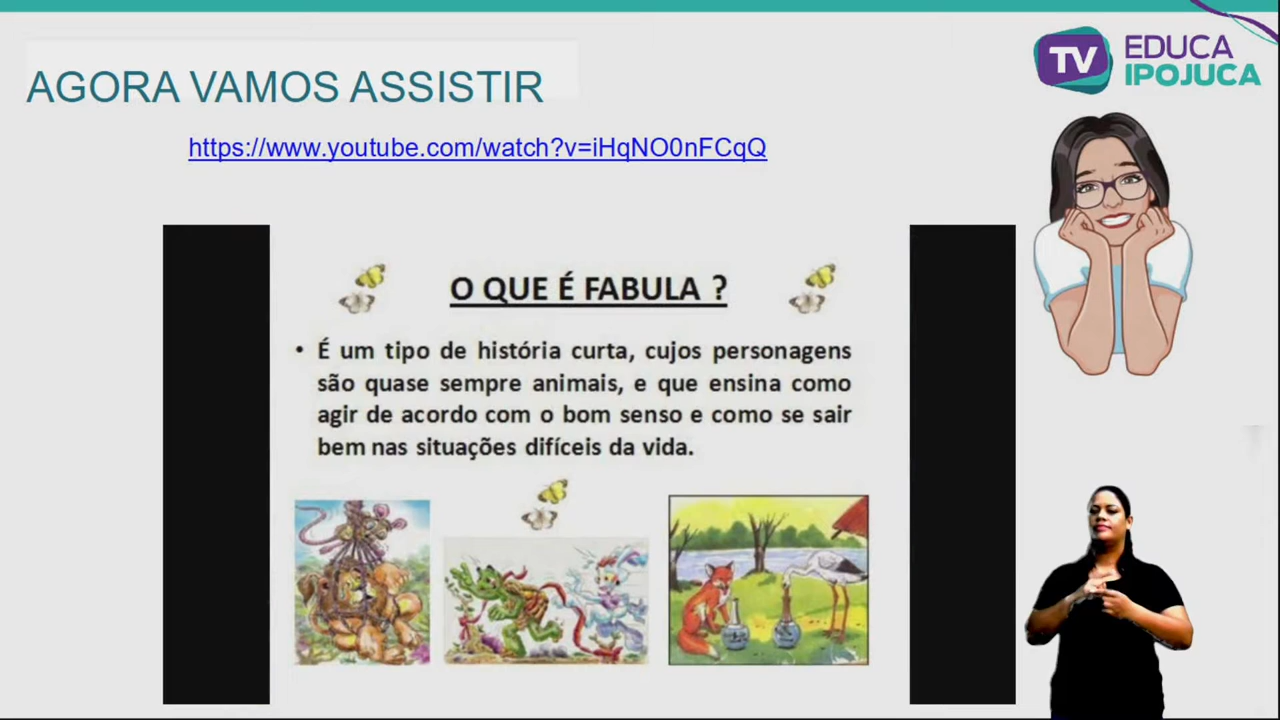 AGORA VAMOS ASSISTIR
TV EDUCA
IPOJUCA
https://www.youtube.com/watch?v=iHqNO0nFCqQ
O QUE É FABULA ?
• É um tipo de história curta, cujos personagens
são quase sempre animais, e que ensina como
agir de acordo com o bom senso e como se sair
bem nas situações difíceis da vida.